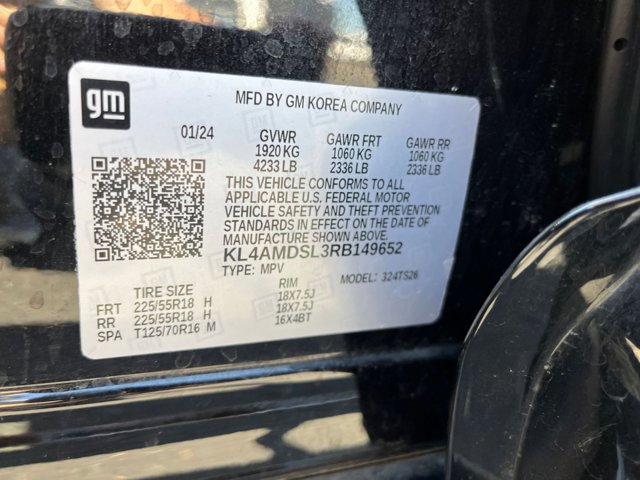 gm
MFD BY GM KOREA COMPANY
01/24 GVWR GAWR FRT GAWR RR
1920 KG 1060 KG 1060 KG
4233 LB 2336 LB 2336 LB
THIS VEHICLE CONFORMS TO ALL
APPLICABLE U.S. FEDERAL MOTOR
VEHICLE SAFETY AND THEFT PREVENTION
STANDARDS IN EFFECT ON THE DATE OF
MANUFACTURE SHOWN ABOVE.
KL4AMDSL3RB149652
TYPE: MPV MODEL: 324TS26
TIRE SIZE RIM
FRT 225/55R18 H 18X7.5J
RR 225/55R18 H 18X7.5J
SPA T125/70R16 M 16X4BT